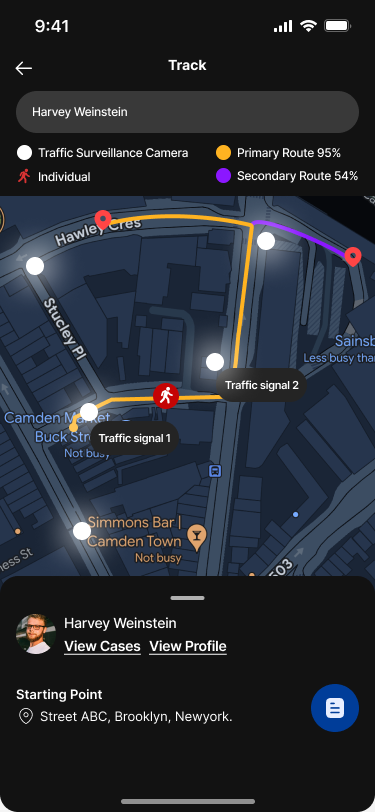 9:41
Track
Harvey Weinstein
Traffic Surveillance Camera
Primary Route 95%
Individual
Secondary Route 54%
Hawley Cres
Stucley Pl
Sainsb
Less busy tha
Traffic signal 2
Camden Market
Buck Stre
Traffic signal 1
Not busy
Simmons Bar |
Camden Town
Not busy
ness St
503
Harvey Weinstein
View Cases View Profile
Starting Point
Street ABC, Brooklyn, Newyork.